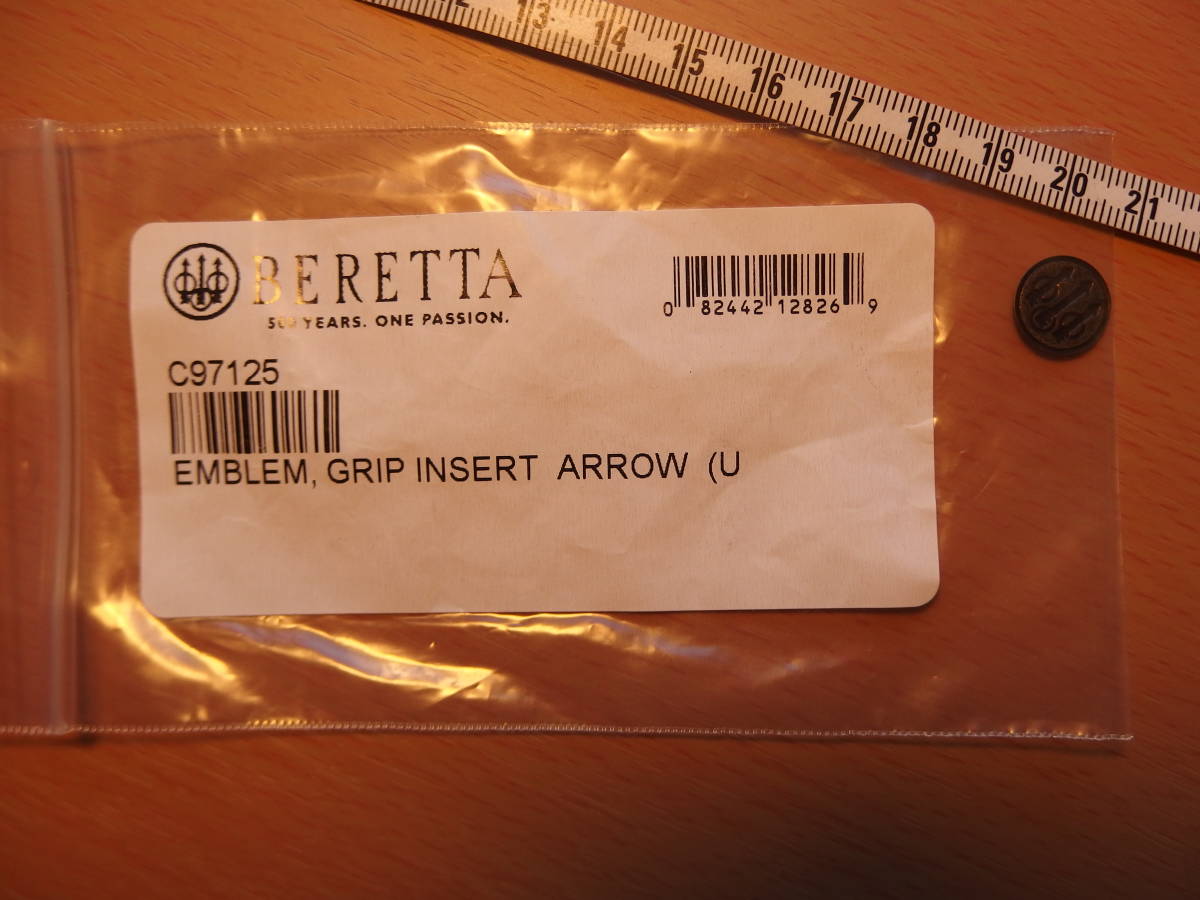 12 13 14 15 16 17 18 19 20 21
BERETTA
500 YEARS. ONE PASSION.
0 82442 12826 9
C97125
EMBLEM, GRIP INSERT ARROW (U